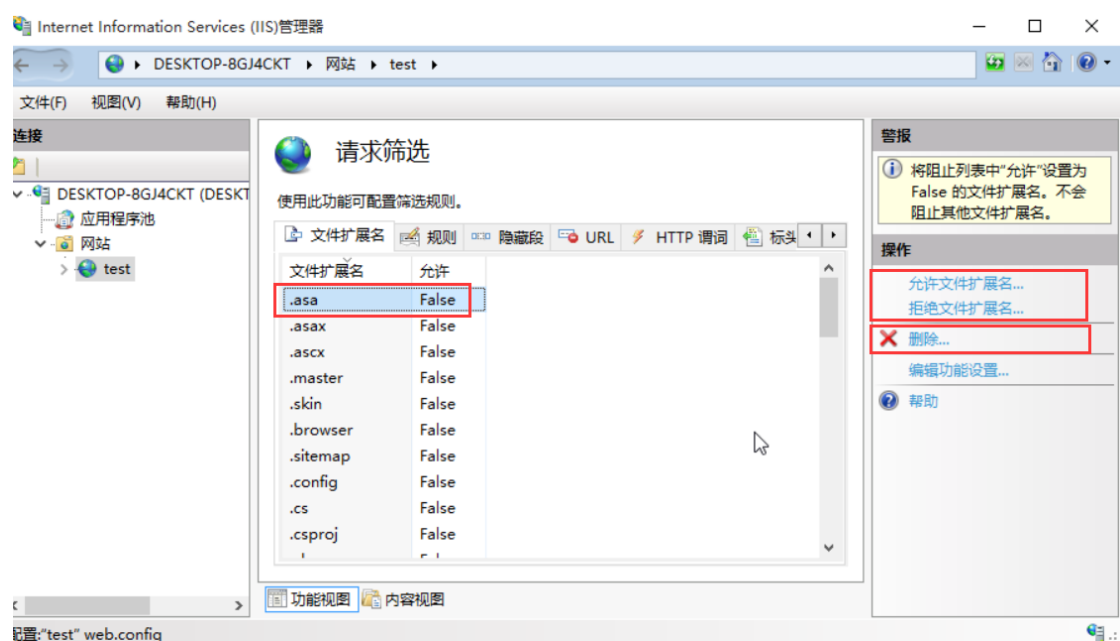 Internet Information Services (IIS)管理器
DESKTOP-8GJ4CKT 网站 test
文件(F) 视图(V) 帮助(H)
连接
DESKTOP-8GJ4CKT (DESKT
应用程序池
网站
test
请求筛选
使用此功能可配置筛选规则。
文件扩展名 规则 隐藏段 URL HTTP 谓词 标头
文件扩展名 允许
.asa False
.asax False
.ascx False
.master False
.skin False
.browser False
.sitemap False
.config False
.cs False
.csproj False
功能视图 内容视图
警报
将阻止列表中“允许”设置为
False 的文件扩展名。不会
阻止其他文件扩展名。
操作
允许文件扩展名...
拒绝文件扩展名...
删除...
编辑功能设置...
帮助
配置:"test" web.config